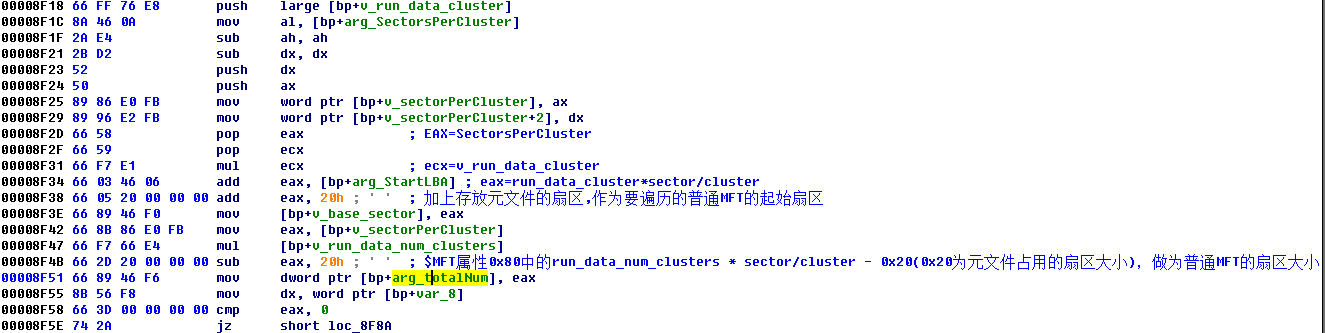 00008F18 66 FF 76 E8 push large [bp+v_run_data_cluster]
00008F1C 8A 46 0A mov al, [bp+arg_SectorsPerCluster]
00008F1F 2A E4 sub ah, ah
00008F21 2B D2 sub dx, dx
00008F23 52 push dx
00008F24 50 push ax
00008F25 89 86 E0 FB mov word ptr [bp+v_sectorPerCluster], ax
00008F29 89 96 E2 FB mov word ptr [bp+v_sectorPerCluster+2], dx
00008F2D 66 58 pop eax ; EAX=SectorsPerCluster
00008F2F 66 59 pop ecx
00008F31 66 F7 E1 mul ecx ; ecx=v_run_data_cluster
00008F34 66 03 46 06 add eax, [bp+arg_StartLBA] ; eax=run_data_cluster*sector/cluster
00008F38 66 05 20 00 00 00 add eax, 20h ; ' ' ; 加上存放元文件的扇区,作为要遍历的普通MFT的起始扇区
00008F3E 66 89 46 F0 mov [bp+v_base_sector], eax
00008F42 66 8B 86 E0 FB mov eax, [bp+v_sectorPerCluster]
00008F47 66 F7 66 E4 mul [bp+v_run_data_num_clusters]
00008F4B 66 2D 20 00 00 00 sub eax, 20h ; ' ' ; $MFT属性0x80中的run_data_num_clusters * sector/cluster - 0x20(0x20为元文件占用的扇区大小), 做为普通MFT的扇区大小
00008F51 66 89 46 F6 mov dword ptr [bp+arg_totalNum], eax
00008F55 8B 56 F8 mov dx, word ptr [bp+var_8]
00008F58 66 3D 00 00 00 00 cmp eax, 0
00008F5E 74 2A jz short loc_8F8A